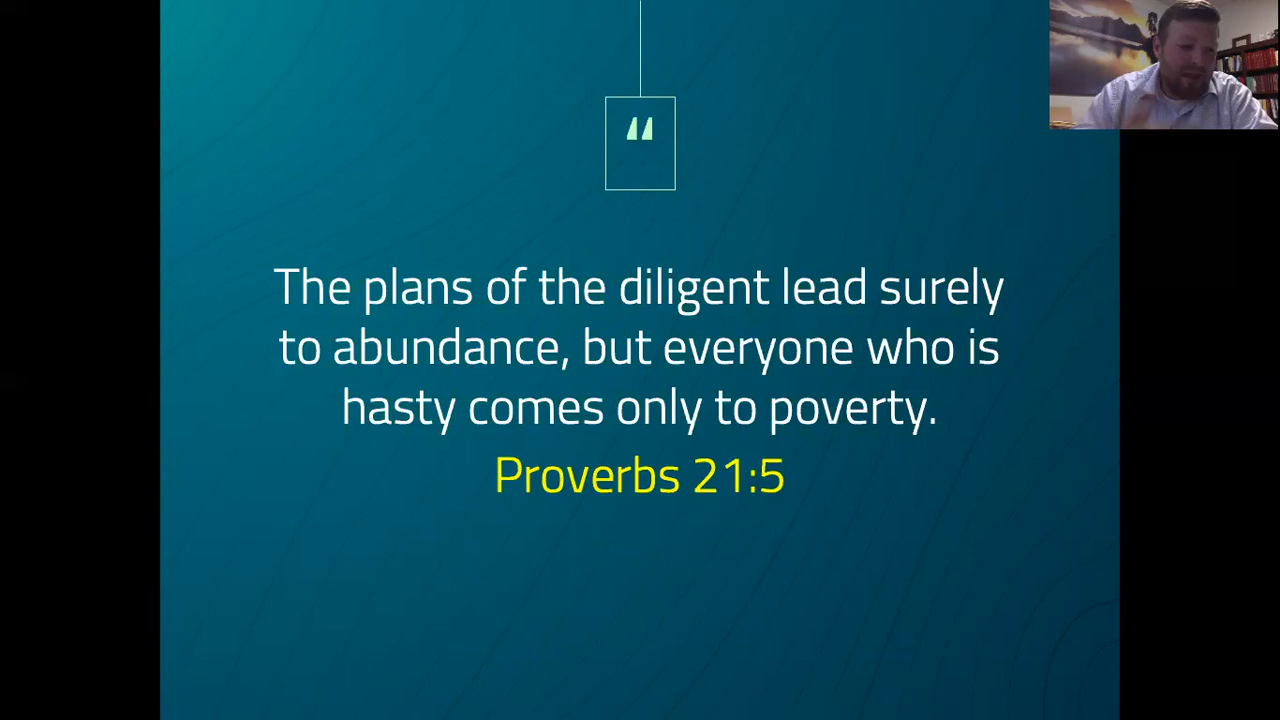 “
The plans of the diligent lead surely
to abundance, but everyone who is
hasty comes only to poverty.
Proverbs 21:5